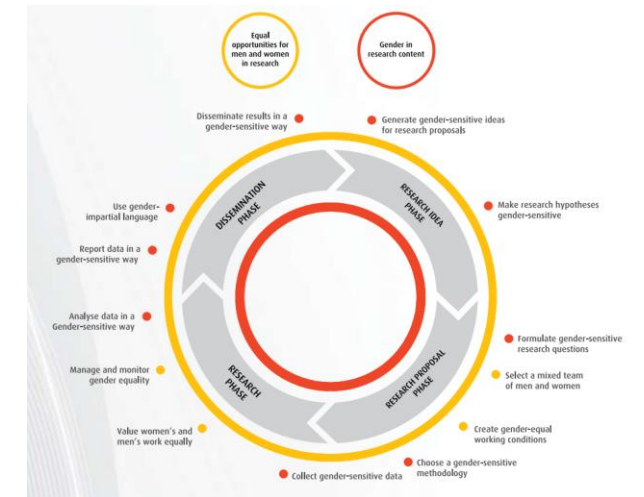 Equal
opportunities for
men and women
in research
Gender in
research content
Disseminate results in a
gender-sensitive way
Generate gender-sensitive ideas
for research proposals
Use gender-
impartial language
Make research hypotheses
gender-sensitive
Report data in a
gender-sensitive way
Analyse data in a
Gender-sensitive way
Formulate gender-sensitive
research questions
Manage and monitor
gender equality
Select a mixed team
of men and women
Value women's and
men's work equally
Create gender-equal
working conditions
Choose a gender-sensitive
methodology
Collect gender-sensitive data
DISSEMINATION
PHASE
RESEARCH IDEA
PHASE
RESEARCH PROPOSAL
PHASE
RESEARCH
PHASE